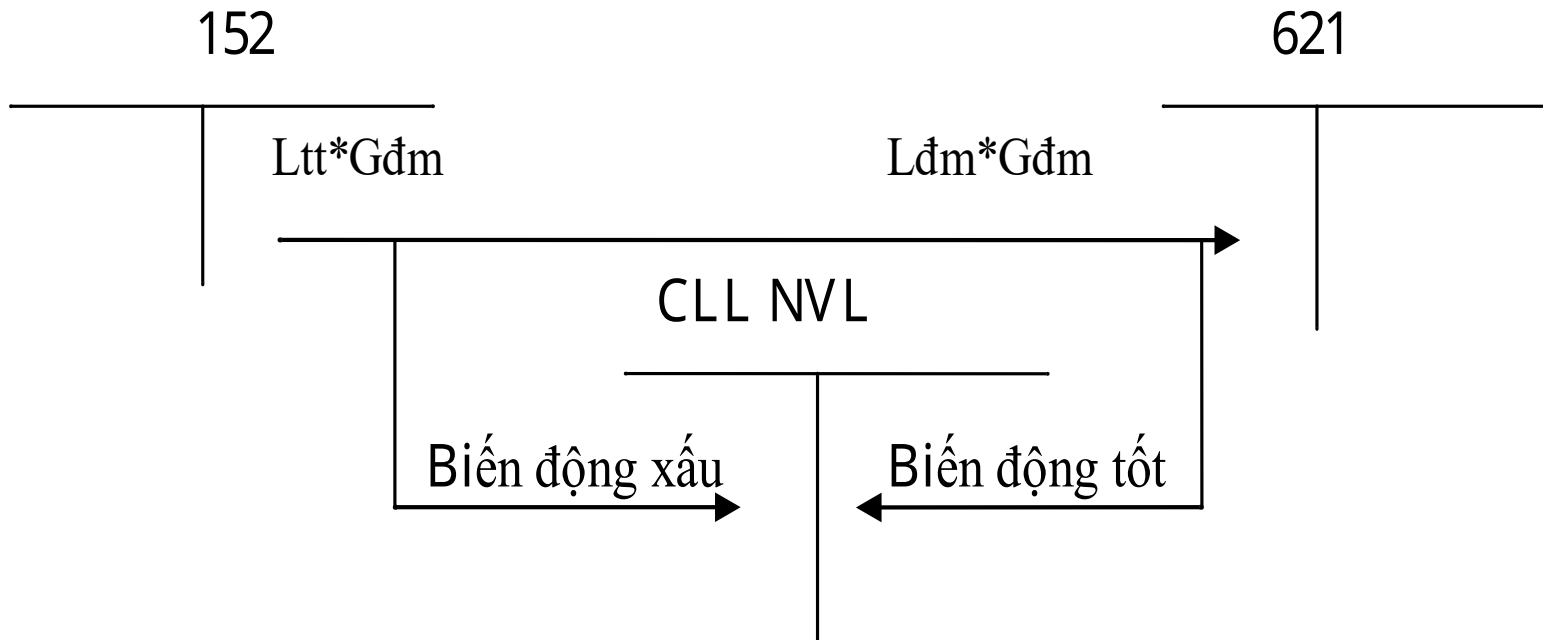 152 621
Ltt*Gđm Lđm*Gđm
CLL NVL
Biến động xấu Biến động tốt